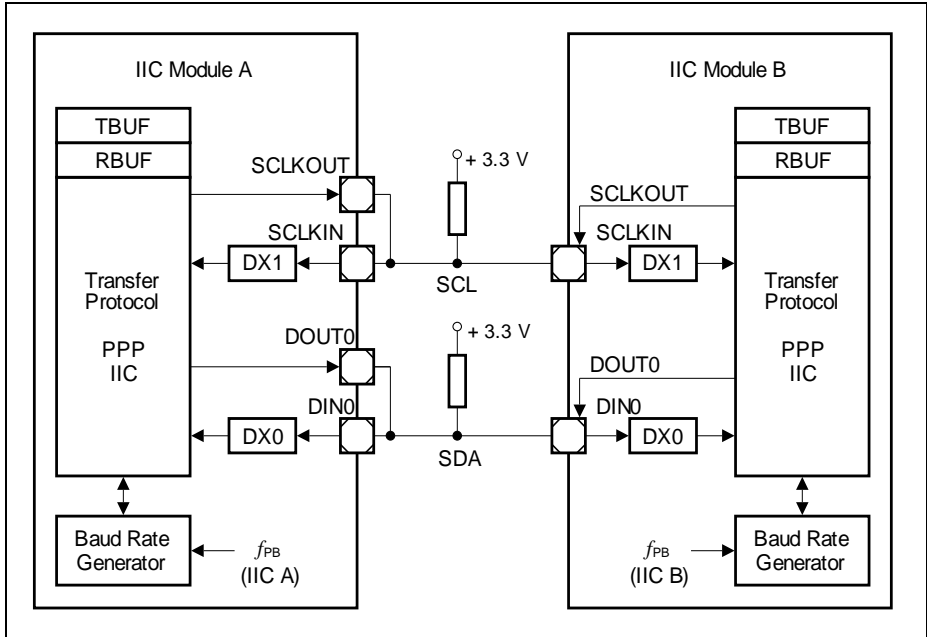 IIC Module A
TBUF
RBUF
Transfer
Protocol
PPP
IIC
SCLKOUT
SCLKIN
DX1
DOUT0
DIN0
DX0
Baud Rate
Generator
fPB
(IIC A)
+ 3.3 V
SCL
+ 3.3 V
SDA
IIC Module B
TBUF
RBUF
SCLKOUT
SCLKIN
DX1
Transfer
Protocol
PPP
IIC
DOUT0
DIN0
DX0
fPB
(IIC B)
Baud Rate
Generator